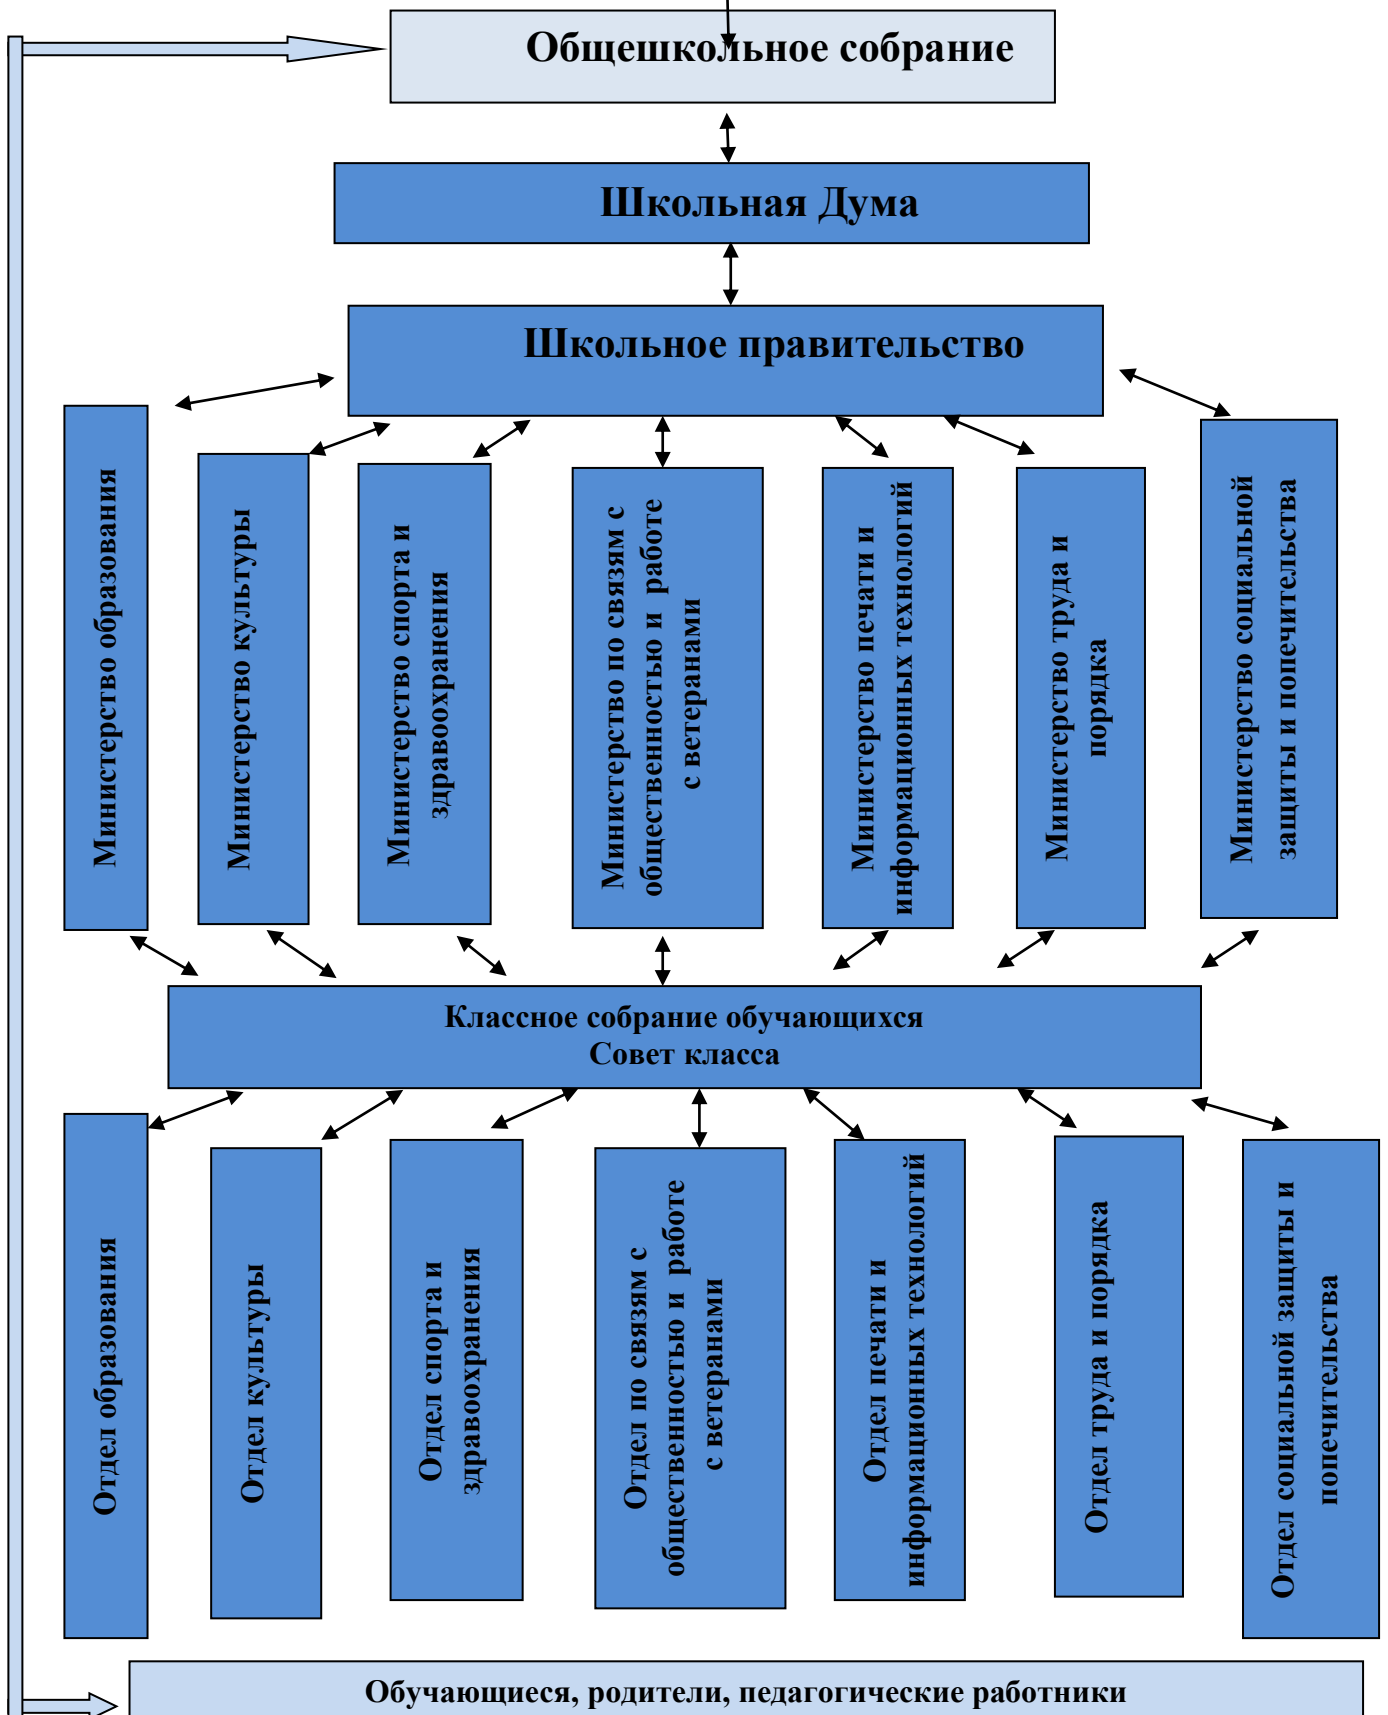 Общешкольное собрание
Школьная Дума
Школьное правительство
Министерство образования
Министерство культуры
Министерство спорта и
здравоохранения
Министерство по связям с
общественностью и работе
с ветеранами
Министерство печати и
информационных технологий
Министерство труда и
порядка
Министерство социальной
защиты и попечительства
Классное собрание обучающихся
Совет класса
Отдел образования
Отдел культуры
Отдел спорта и
здравоохранения
Отдел по связям с
общественностью и работе
с ветеранами
Отдел печати и
информационных технологий
Отдел труда и порядка
Отдел социальной защиты и
попечительства
Обучающиеся, родители, педагогические работники